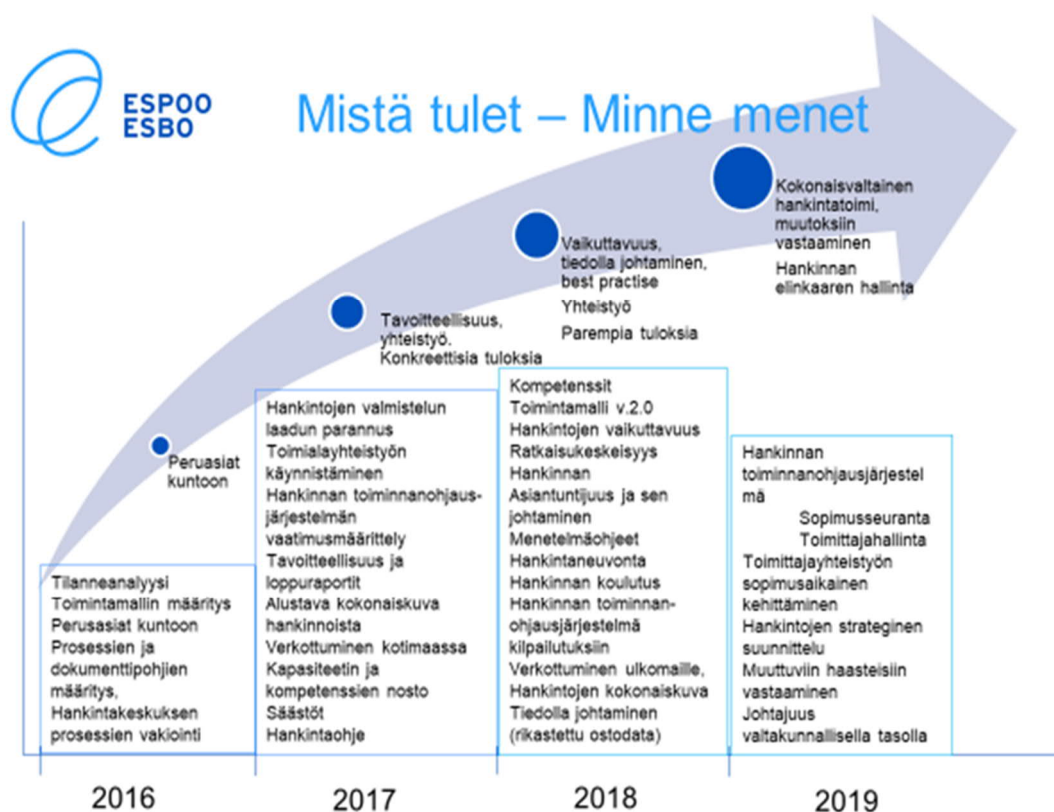 ESPOO
ESBO
Mistä tulet – Minne menet
Kokonaisvaltainen
hankintatoimi,
muutoksiin
vastaaminen
Hankinnan
elinkaaren hallinta
Vaikuttavuus,
tiedolla johtaminen,
best practise
Yhteistyö
Parempia tuloksia
Tavoitteellisuus,
yhteistyö.
Konkreettisia tuloksia
Peruasiat
kuntoon
Tilanneanalyysi
Toimintamallin määritys
Perusasiat kuntoon
Prosessien ja
dokumenttipohjien
määritys,
Hankintakeskuksen
prosessien vakiointi
Hankintojen valmistelun
laadun parannus
Toimialayhteistyön
käynnistäminen
Hankinnan toiminnanohjaus-
järjestelmän
vaatimusmäärittely
Tavoitteellisuus ja
loppuraportit
Alustava kokonaiskuva
hankinnoista
Verkottuminen kotimaassa
Kapasiteetin ja
kompetenssien nosto
Säästöt
Hankintaohje
Kompetenssit
Toimintamalli v.2.0
Hankintojen vaikuttavuus
Ratkaisukeskeisyys
Hankinnan
Asiantuntijuus ja sen
johtaminen
Menetelmäohjeet
Hankintaneuvonta
Hankinnan koulutus
Hankinnan toiminnan-
ohjausjärjestelmä
kilpailutuksiin
Verkottuminen ulkomaille,
Hankintojen kokonaiskuva
Tiedolla johtaminen
(rikastettu ostodata)
Hankinnan
toiminnanohjausjärjestel
mä
Sopimusseuranta
Toimittajahallinta
Toimittajayhteistyön
sopimusaikainen
kehittäminen
Hankintojen strateginen
suunnittelu
Muuttuviin haasteisiin
vastaaminen
Johtajuus
valtakunnallisella tasolla
2016
2017
2018
2019